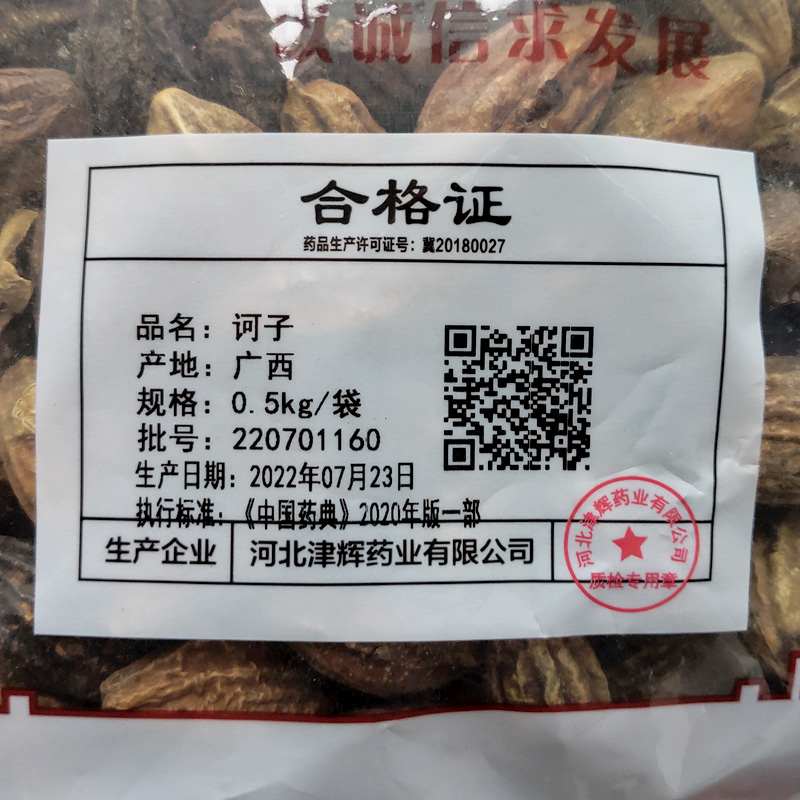 以诚信求发展
合格证
药品生产许可证号：冀20180027
品名：诃子
产地：广西
规格：0.5kg/袋
批号：220701160
生产日期：2022年07月23日
执行标准：《中国药典》2020年版一部
生产企业 河北津辉药业有限公司
河北津辉药业有限公司
质检专用章